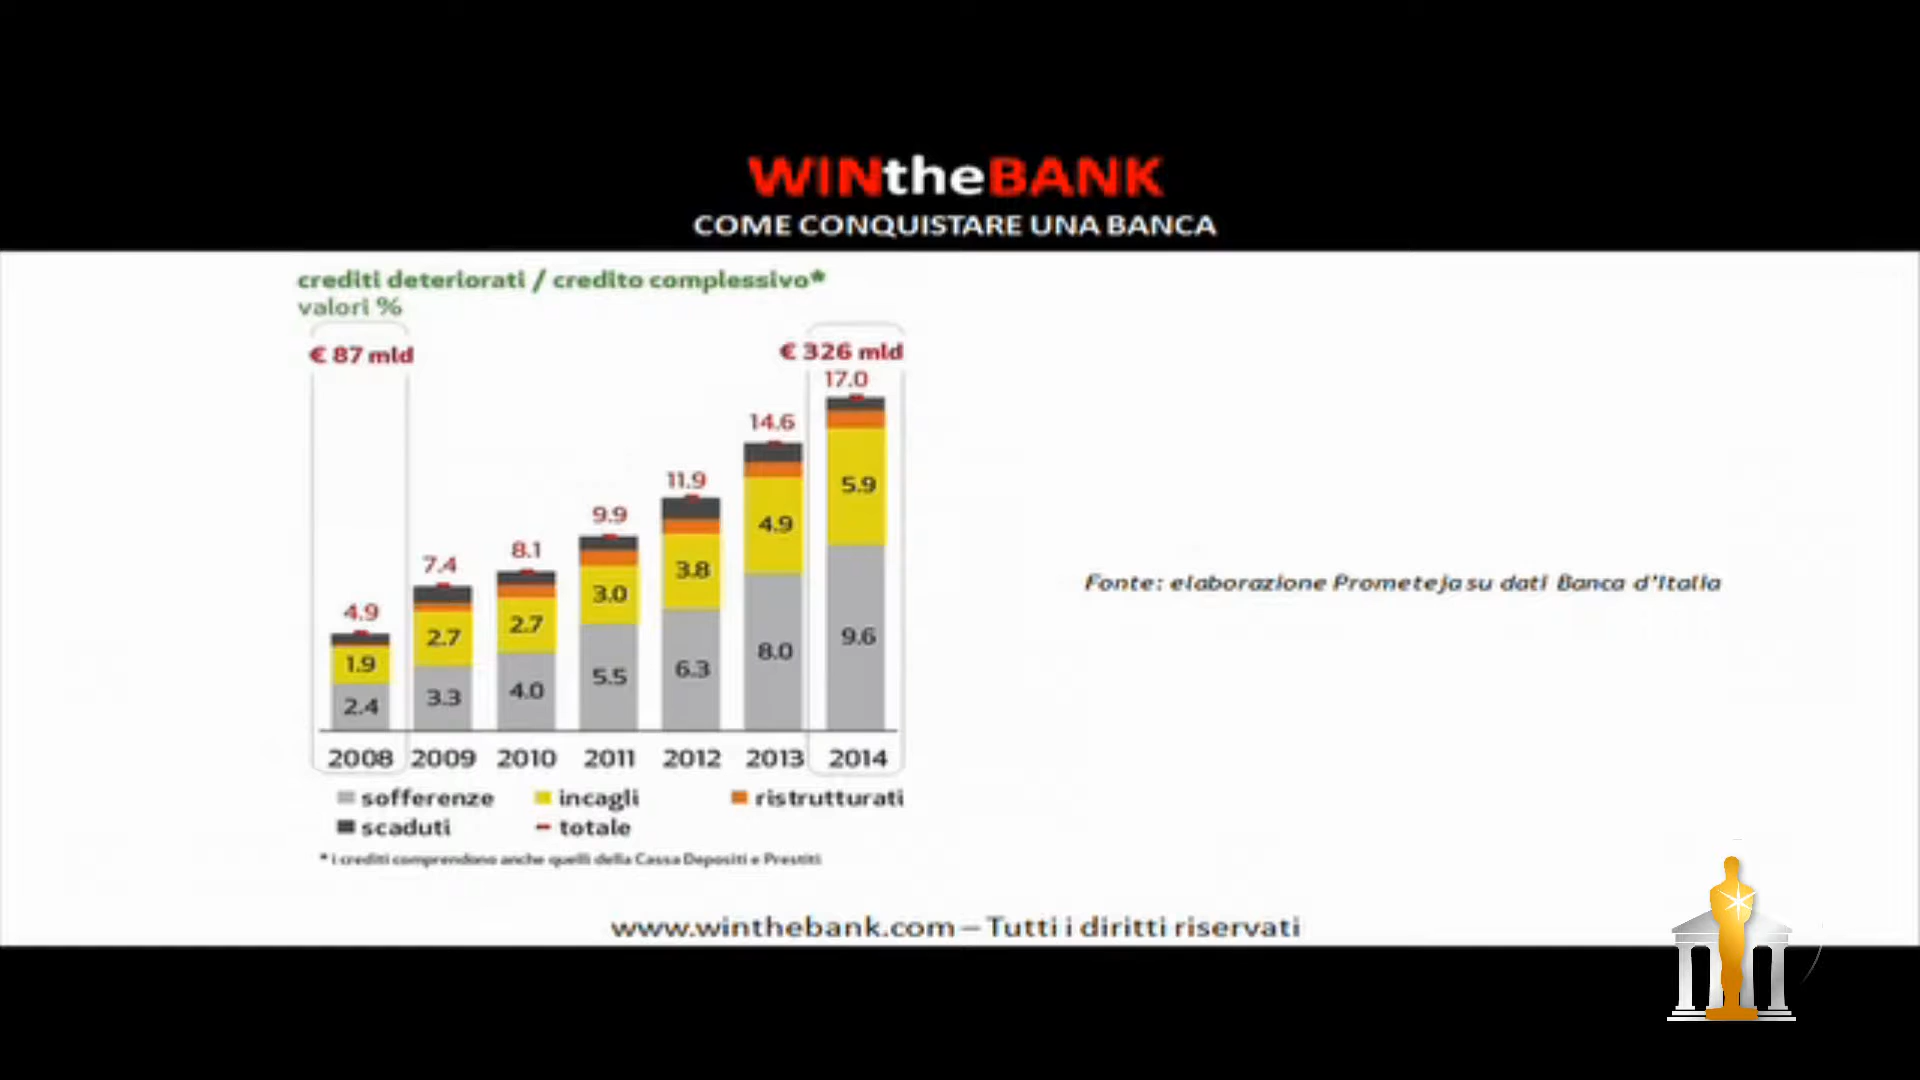 WINtheBANK
COME CONQUISTARE UNA BANCA
crediti deteriorati / credito complessivo*
valori %
€ 87 mld
€ 326 mld
17.0
14.6
11.9
9.9
8.1
7.4
4.9
1.9
2.7
2.7
3.0
3.8
4.9
5.9
2.4
3.3
4.0
5.5
6.3
8.0
9.6
2008 2009 2010 2011 2012 2013 2014
sofferenze incagli ristrutturati
scaduti totale
* i crediti comprendono anche quelli della Cassa Depositi e Prestiti
Fonte: elaborazione Prometeja su dati Banca d'Italia
www.winthebank.com – Tutti i diritti riservati